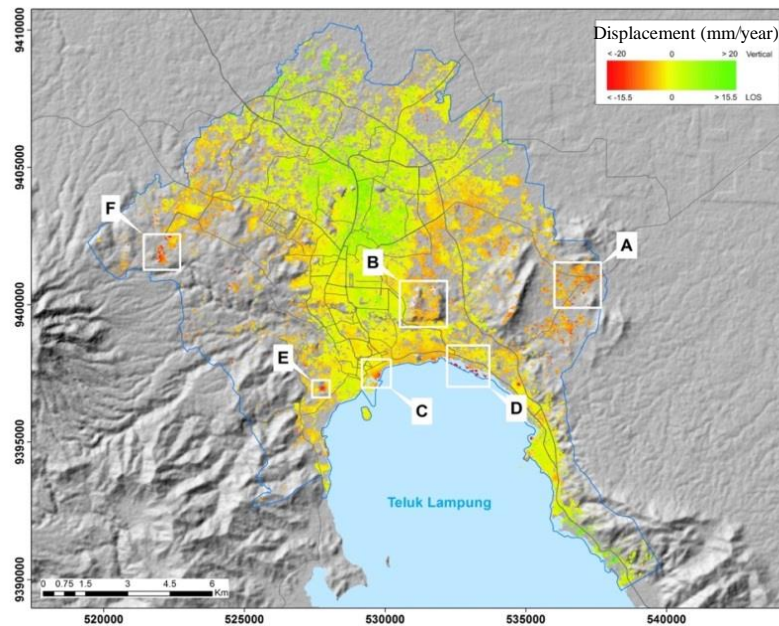 Displacement (mm/year)
< -20 0 > 20 Vertical
< -15.5 0 > 15.5 LOS
9410000
9405000
9400000
9395000
9390000
F
A
B
E
C
D
Teluk Lampung
0 0.75 1.5 3 4.5 6
Km
520000 525000 530000 535000 540000